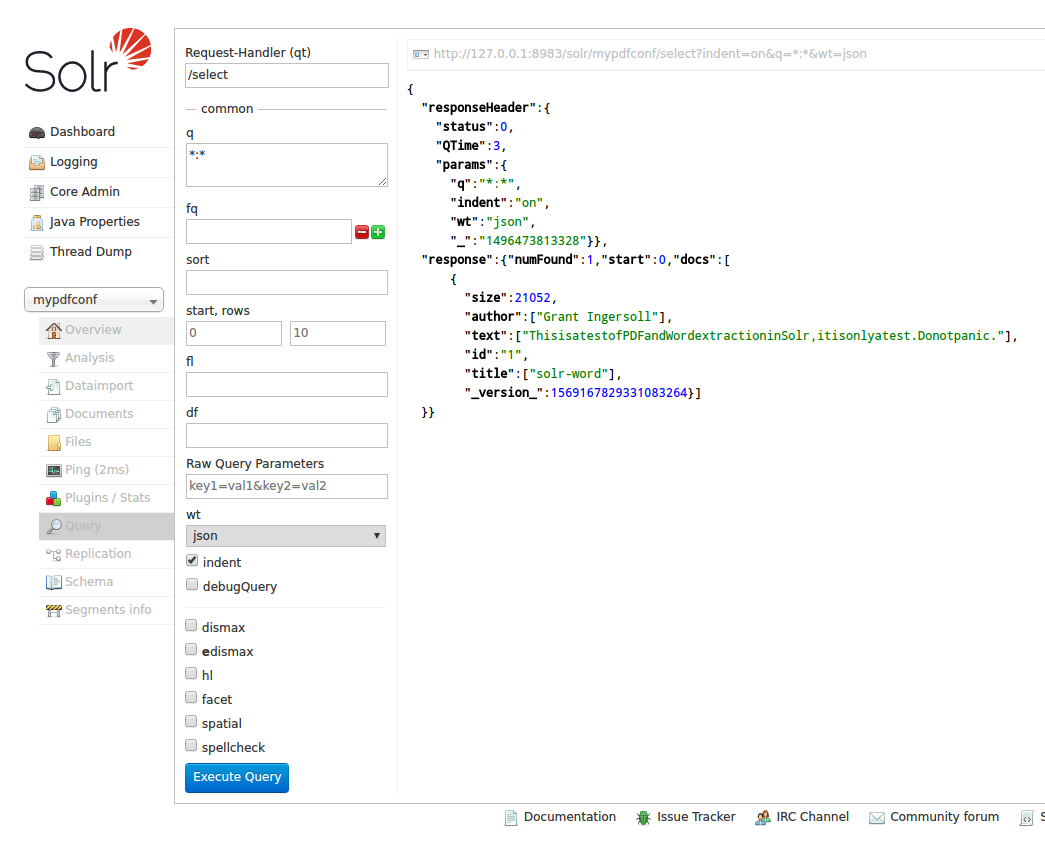 Solr
Dashboard
Logging
Core Admin
Java Properties
Thread Dump
mypdfconf
Overview
Analysis
Dataimport
Documents
Files
Ping (2ms)
Plugins / Stats
Query
Replication
Schema
Segments info
Request-Handler (qt)
/select
common
q
*:*
fq
sort
start, rows
0 10
fl
df
Raw Query Parameters
key1=val1&key2=val2
wt
json
indent
debugQuery
dismax
edismax
hl
facet
spatial
spellcheck
Execute Query
http://127.0.0.1:8983/solr/mypdfconf/select?indent=on&q=*:*&wt=json
{
"responseHeader":{
"status":0,
"QTime":3,
"params":{
"q":"*:*",
"indent":"on",
"wt":"json",
"_":"1496473813328"}},
"response":{"numFound":1,"start":0,"docs":[
{
"size":21052,
"author":["Grant Ingersoll"],
"text":["ThisisatestofPDFandWordextractioninSolr,itisonlyatest.Donotpanic."],
"id":"1",
"title":["solr-word"],
"_version_":1569167829331083264}]
}}
Documentation Issue Tracker IRC Channel Community forum S